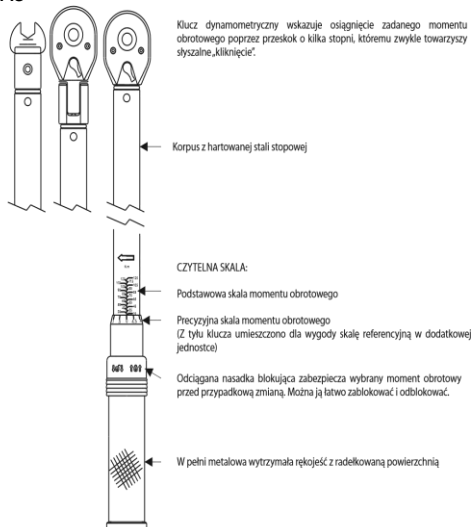 Klucz dynamometryczny wskazuje osiągnięcie zadanego momentu
obrotowego poprzez przeskok o kilka stopni, któremu zwykle towarzyszy
słyszalne „kliknięcie”.
Korpus z hartowanej stali stopowej
CZYTELNA SKALA:
Podstawowa skala momentu obrotowego
Precyzyjna skala momentu obrotowego
(Z tyłu klucza umieszczono dla wygody skalę referencyjną w dodatkowej
jednostce)
Odciągana nasadka blokująca zabezpiecza wybrany moment obrotowy
przed przypadkową zmianą. Można ją łatwo zablokować i odblokować.
W pełni metalowa wytrzymała rękojeść z radełkowaną powierzchnią